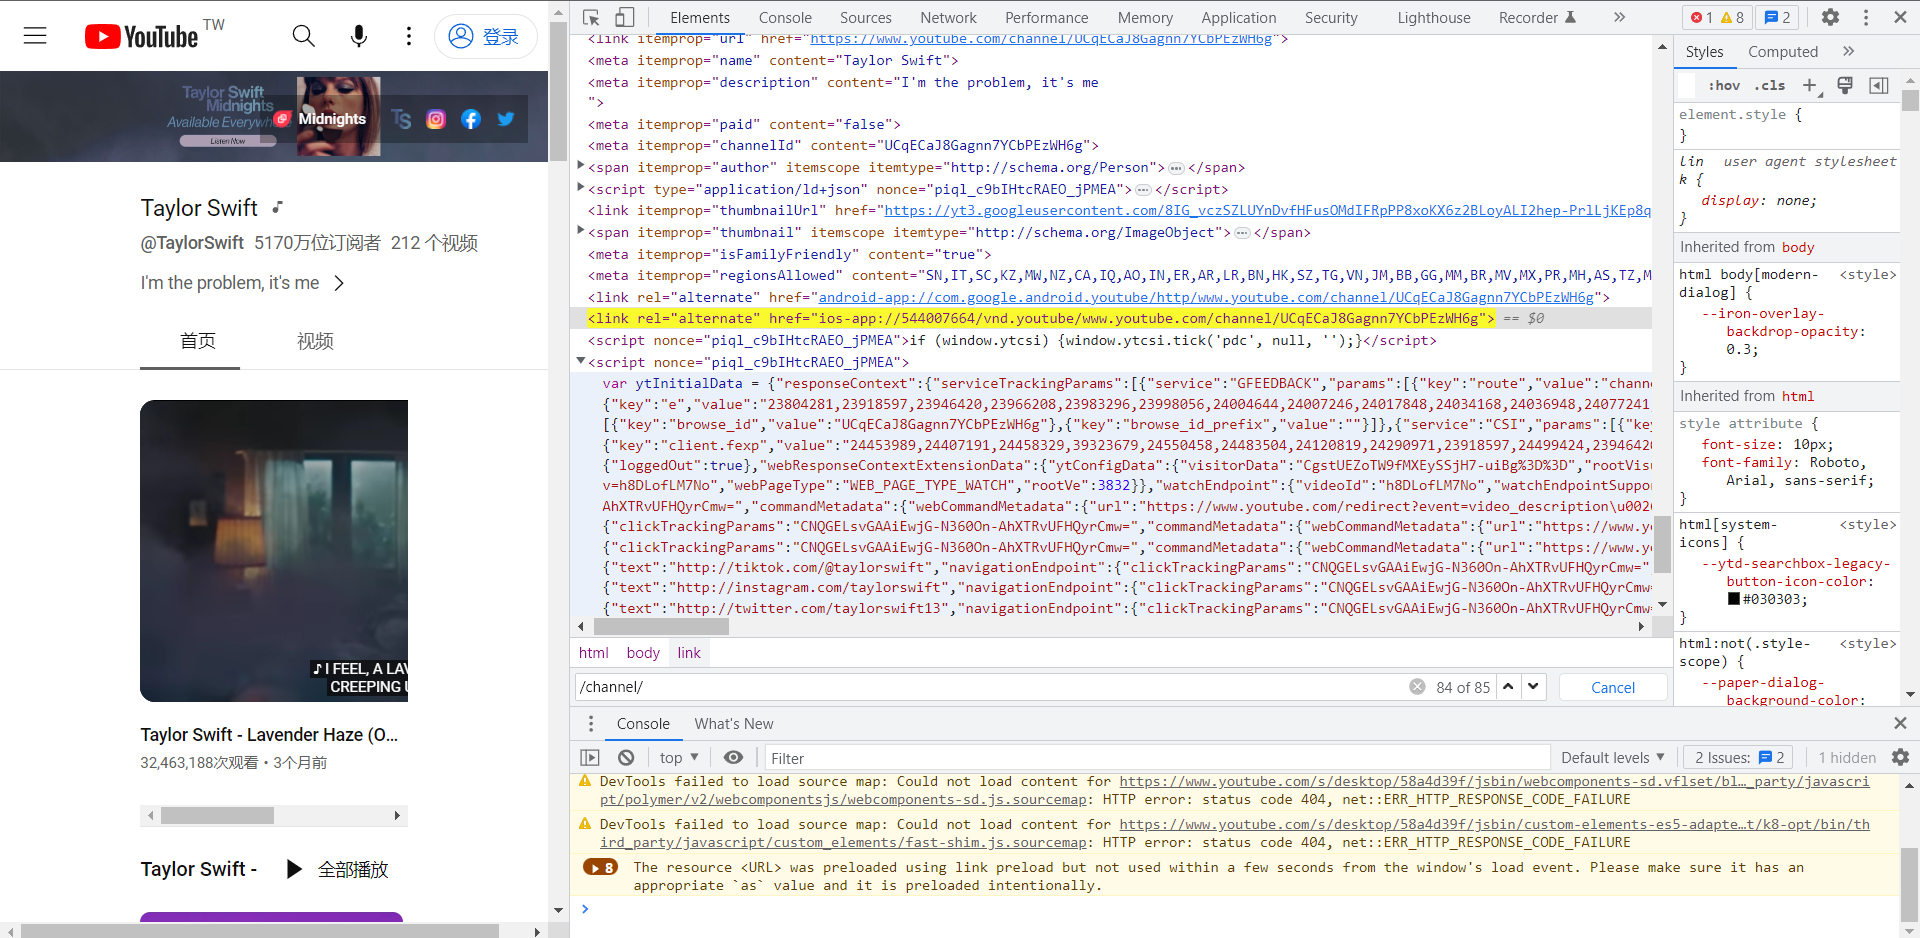 YouTube TW
登录
Taylor Swift
Midnights
Available Everywhere
Listen Now
Midnights
TS
Taylor Swift
@TaylorSwift 5170万位订阅者 212 个视频
I'm the problem, it's me
首页 视频
♪ I FEEL, A LAV
CREEPING U
Taylor Swift - Lavender Haze (O...
32,463,188次观看 • 3个月前
Taylor Swift - 全部播放
Elements Console Sources Network Performance Memory Application Security Lighthouse Recorder 1 8 2
<link itemprop="url" href="https://www.youtube.com/channel/UCqECaJ8Gagnn7YCbPEzWH6g">
<meta itemprop="name" content="Taylor Swift">
<meta itemprop="description" content="I'm the problem, it's me
">
<meta itemprop="paid" content="false">
<meta itemprop="channelId" content="UCqECaJ8Gagnn7YCbPEzWH6g">
<span itemprop="author" itemscope itemtype="http://schema.org/Person">…</span>
<script type="application/ld+json" nonce="piql_c9bIHtcRAEO_jPMEA">…</script>
<link itemprop="thumbnailUrl" href="https://yt3.googleusercontent.com/8IG_vczSZLUYnDvfHFusOMdIFRpPP8xoKX6z2BLoyALI2hep-PrlLjKEp8q
<span itemprop="thumbnail" itemscope itemtype="http://schema.org/ImageObject">…</span>
<meta itemprop="isFamilyFriendly" content="true">
<meta itemprop="regionsAllowed" content="SN,IT,SC,KZ,MW,NZ,CA,IQ,AO,IN,ER,AR,LR,BN,HK,SZ,TG,VN,JM,BB,GG,MM,BR,MV,MX,PR,MH,AS,TZ,M
<link rel="alternate" href="android-app://com.google.android.youtube/http/www.youtube.com/channel/UCqECaJ8Gagnn7YCbPEzWH6g">
<link rel="alternate" href="ios-app://544007664/vnd.youtube/www.youtube.com/channel/UCqECaJ8Gagnn7YCbPEzWH6g"> == $0
<script nonce="piql_c9bIHtcRAEO_jPMEA">if (window.ytcsi) {window.ytcsi.tick('pdc', null, '');}</script>
<script nonce="piql_c9bIHtcRAEO_jPMEA">
var ytInitialData = {"responseContext":{"serviceTrackingParams":[{"service":"GFEEDBACK","params":[{"key":"route","value":"channe
{"key":"e","value":"23804281,23918597,23946420,23966208,23983296,23998056,24004644,24007246,24017848,24034168,24036948,24077241
[{"key":"browse_id","value":"UCqECaJ8Gagnn7YCbPEzWH6g"},{"key":"browse_id_prefix","value":""}]},{"service":"CSI","params":[{"key
{"key":"client.fexp","value":"24453989,24407191,24458329,39323679,24550458,24483504,24120819,24290971,23918597,24499424,2394642
{"loggedOut":true},"webResponseContextExtensionData":{"ytConfigData":{"visitorData":"CgstUEZoTW9fMXEySSjH7-uiBg%3D%3D","rootVisu
v=h8DLofLM7No","webPageType":"WEB_PAGE_TYPE_WATCH","rootVe":3832}},"watchEndpoint":{"videoId":"h8DLofLM7No","watchEndpointSuppor
AhXTRvUFHQyrCmw=","commandMetadata":{"webCommandMetadata":{"url":"https://www.youtube.com/redirect?event=video_description\u002
{"clickTrackingParams":"CNQGELsvGAAiEwjG-N360On-AhXTRvUFHQyrCmw=","commandMetadata":{"webCommandMetadata":{"url":"https://www.y
{"clickTrackingParams":"CNQGELsvGAAiEwjG-N360On-AhXTRvUFHQyrCmw=","commandMetadata":{"webCommandMetadata":{"url":"https://www.y
{"text":"http://tiktok.com/@taylorswift","navigationEndpoint":{"clickTrackingParams":"CNQGELsvGAAiEwjG-N360On-AhXTRvUFHQyrCmw="
{"text":"http://instagram.com/taylorswift","navigationEndpoint":{"clickTrackingParams":"CNQGELsvGAAiEwjG-N360On-AhXTRvUFHQyrCmw=
{"text":"http://twitter.com/taylorswift13","navigationEndpoint":{"clickTrackingParams":"CNQGELsvGAAiEwjG-N360On-AhXTRvUFHQyrCmw=
html body link
/channel/ 84 of 85 Cancel
Styles Computed
:hov .cls
element.style {
}
lin user agent stylesheet
k {
display: none;
}
Inherited from body
html body[modern- <style>
dialog] {
--iron-overlay-
backdrop-opacity:
0.3;
}
Inherited from html
style attribute {
font-size: 10px;
font-family: Roboto,
Arial, sans-serif;
}
html[system- <style>
icons] {
--ytd-searchbox-legacy-
button-icon-color:
#030303;
}
html:not(.style- <style>
scope) {
--paper-dialog-
background-color:
Console What's New
top Filter Default levels 2 Issues: 2 1 hidden
DevTools failed to load source map: Could not load content for https://www.youtube.com/s/desktop/58a4d39f/jsbin/webcomponents-sd.vflset/bl…_party/javascri
pt/polymer/v2/webcomponentsjs/webcomponents-sd.js.sourcemap: HTTP error: status code 404, net::ERR_HTTP_RESPONSE_CODE_FAILURE
DevTools failed to load source map: Could not load content for https://www.youtube.com/s/desktop/58a4d39f/jsbin/custom-elements-es5-adapte…t/k8-opt/bin/th
ird_party/javascript/custom_elements/fast-shim.js.sourcemap: HTTP error: status code 404, net::ERR_HTTP_RESPONSE_CODE_FAILURE
8 The resource <URL> was preloaded using link preload but not used within a few seconds from the window's load event. Please make sure it has an
appropriate `as` value and it is preloaded intentionally.